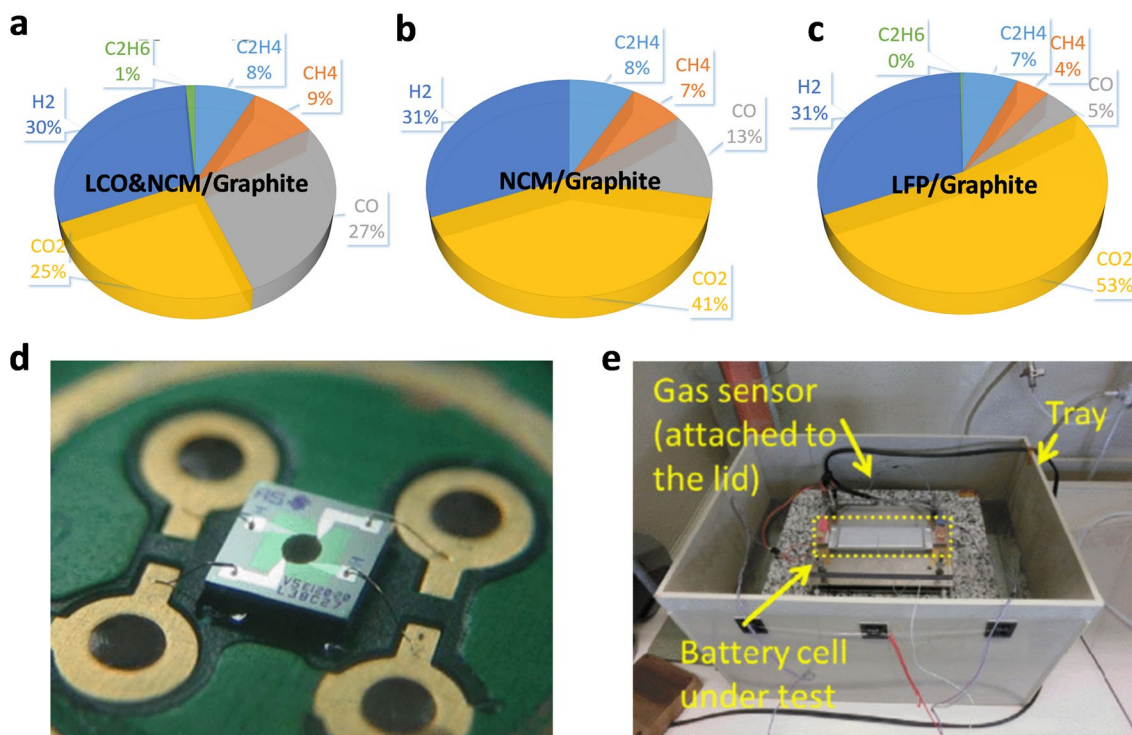 a
C2H6
1%
C2H4
8%
CH4
9%
H2
30%
LCO&NCM/Graphite
CO
27%
CO2
25%
b
C2H4
8%
CH4
7%
H2
31%
CO
13%
NCM/Graphite
CO2
41%
c
C2H6
0%
C2H4
7%
CH4
4%
CO
5%
H2
31%
LFP/Graphite
CO2
53%
d
AS
e
Gas sensor
(attached to
the lid)
Tray
Battery cell
under test